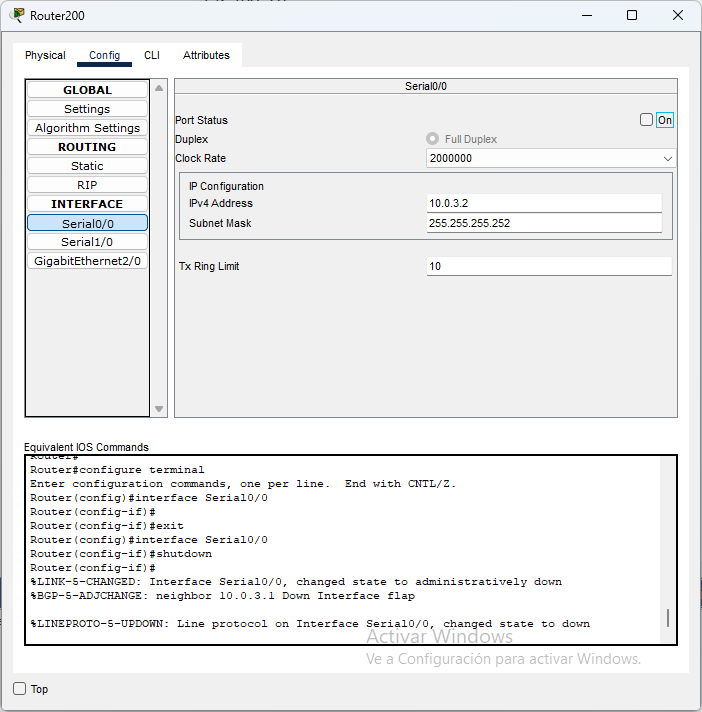 Router200
Physical Config CLI Attributes
GLOBAL
Settings
Algorithm Settings
ROUTING
Static
RIP
INTERFACE
Serial0/0
Serial1/0
GigabitEthernet2/0
Serial0/0
Port Status On
Duplex Full Duplex
Clock Rate 2000000
IP Configuration
IPv4 Address 10.0.3.2
Subnet Mask 255.255.255.252
Tx Ring Limit 10
Equivalent IOS Commands
Router#
Router#configure terminal
Enter configuration commands, one per line. End with CNTL/Z.
Router(config)#interface Serial0/0
Router(config-if)#
Router(config-if)#exit
Router(config)#interface Serial0/0
Router(config-if)#shutdown
Router(config-if)#
%LINK-5-CHANGED: Interface Serial0/0, changed state to administratively down
%BGP-5-ADJCHANGE: neighbor 10.0.3.1 Down Interface flap
%LINEPROTO-5-UPDOWN: Line protocol on Interface Serial0/0, changed state to down
Activar Windows
Ve a Configuración para activar Windows.
Top